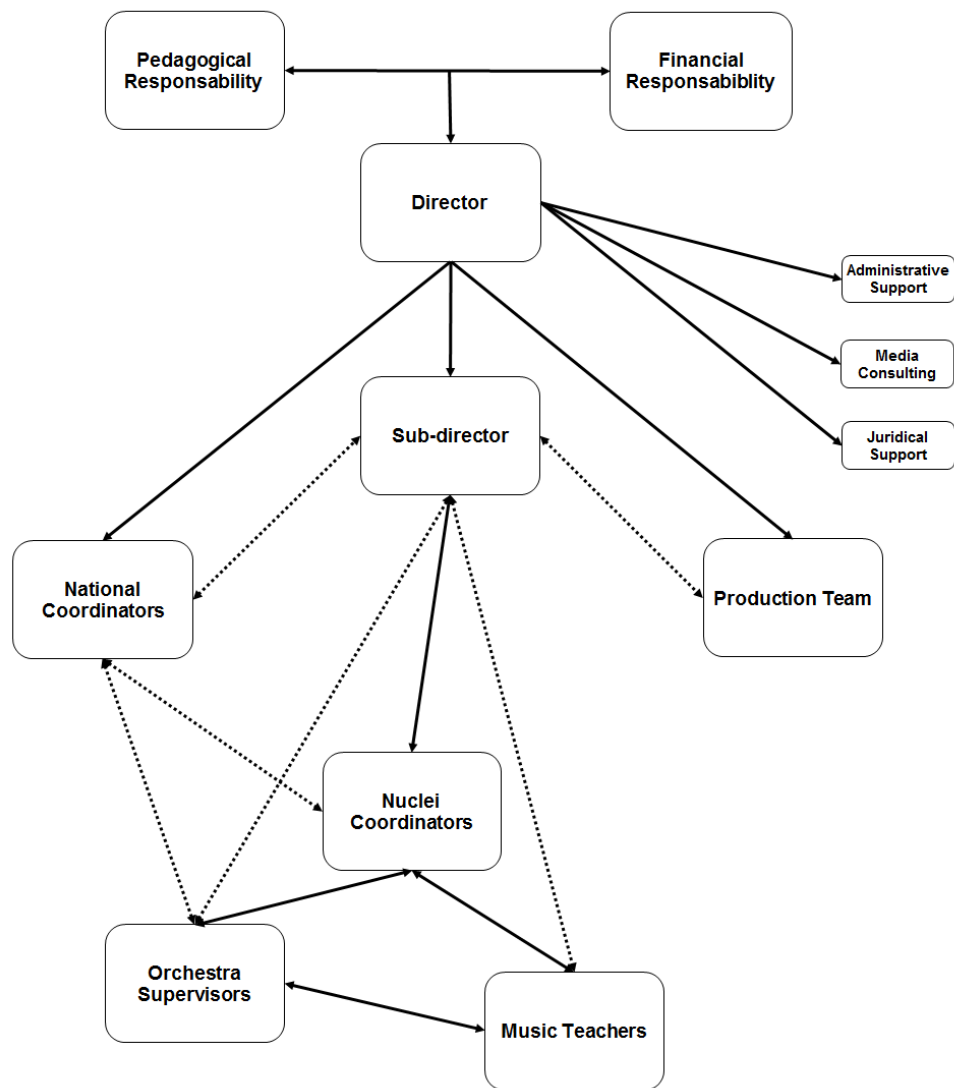 Pedagogical
Responsability
Financial
Responsabiblity
Director
Administrative
Support
Media
Consulting
Juridical
Support
Sub-director
National
Coordinators
Production Team
Nuclei
Coordinators
Orchestra
Supervisors
Music Teachers